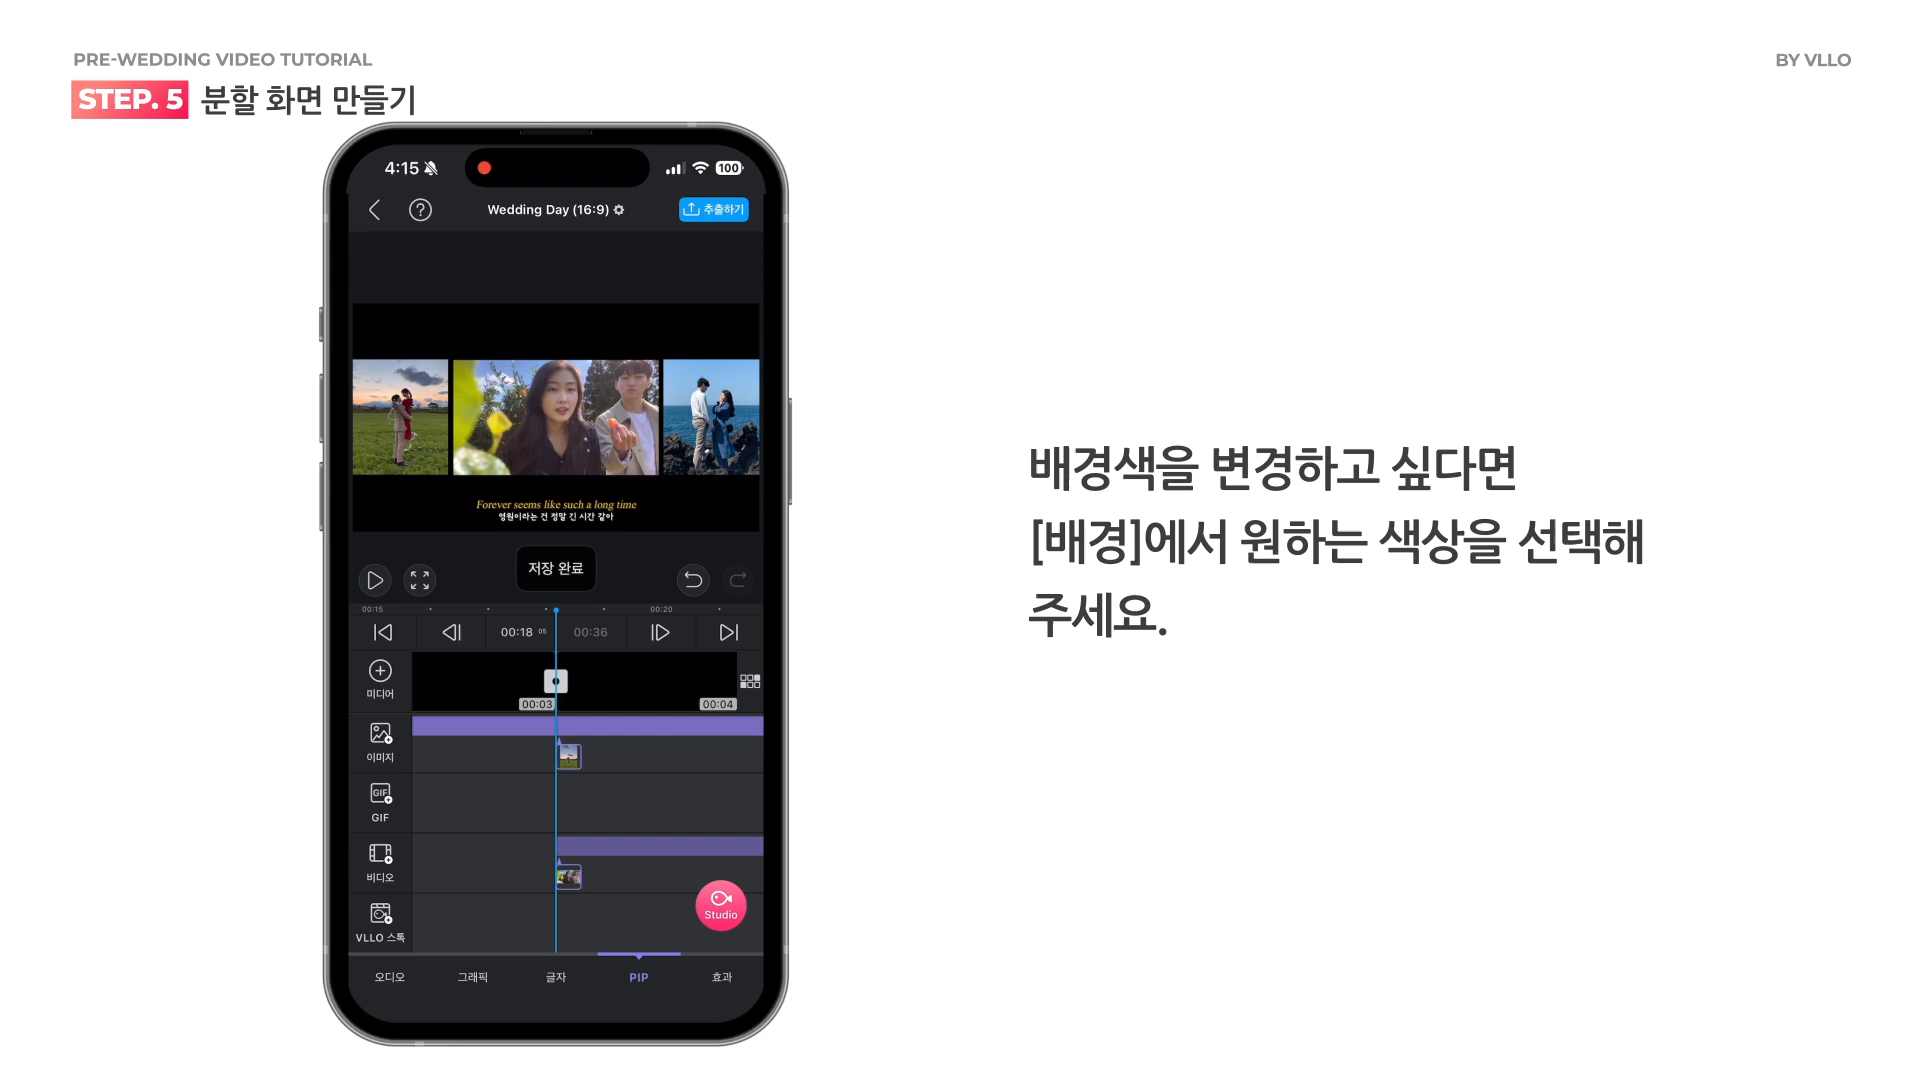 PRE-WEDDING VIDEO TUTORIAL
BY VLLO
STEP. 5 분할 화면 만들기
4:15
100
Wedding Day (16:9)
추출하기
Forever seems like such a long time
영원이라는 건 정말 긴 시간 같아
저장 완료
00:15
00:20
00:18 05
00:36
미디어
00:03
00:04
이미지
GIF
GIF
비디오
Studio
VLLO 스톡
오디오
그래픽
글자
PIP
효과
배경색을 변경하고 싶다면
[배경]에서 원하는 색상을 선택해
주세요.